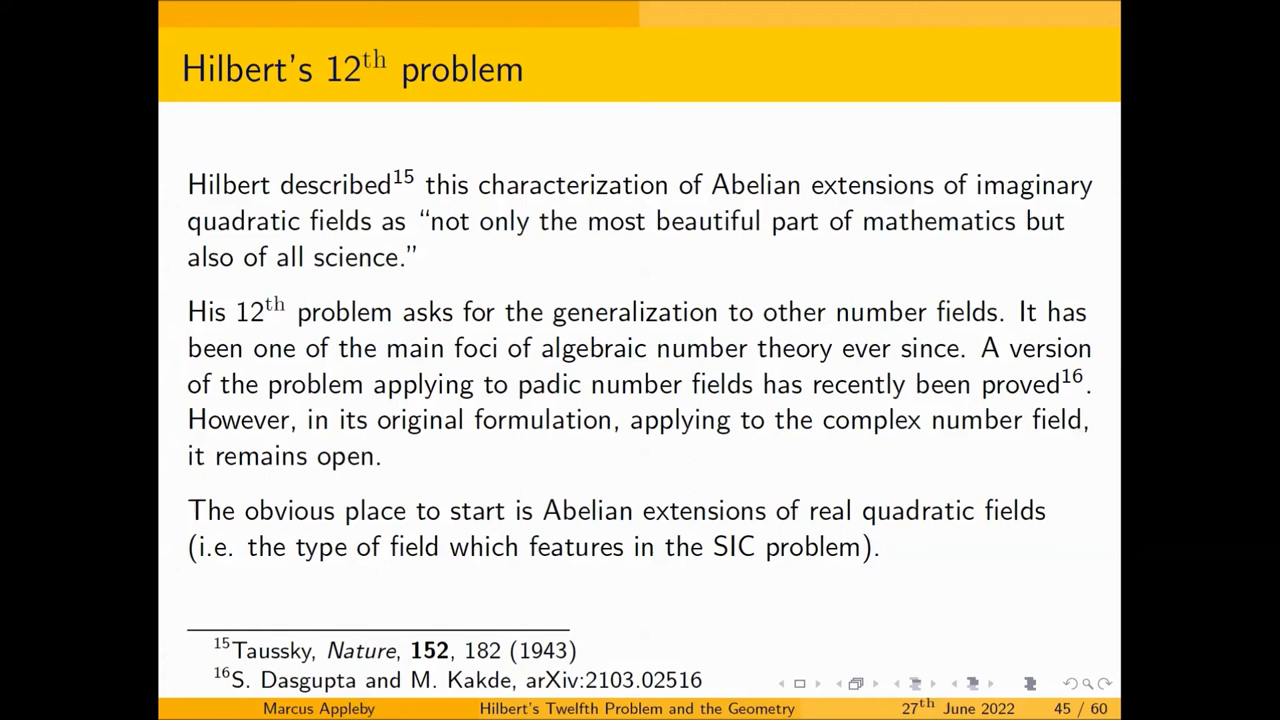 Hilbert's 12th problem
Hilbert described15 this characterization of Abelian extensions of imaginary
quadratic fields as “not only the most beautiful part of mathematics but
also of all science.”
His 12th problem asks for the generalization to other number fields. It has
been one of the main foci of algebraic number theory ever since. A version
of the problem applying to padic number fields has recently been proved16.
However, in its original formulation, applying to the complex number field,
it remains open.
The obvious place to start is Abelian extensions of real quadratic fields
(i.e. the type of field which features in the SIC problem).
15Taussky, Nature, 152, 182 (1943)
16S. Dasgupta and M. Kakde, arXiv:2103.02516
Marcus Appleby Hilbert's Twelfth Problem and the Geometry 27th June 2022 45 / 60